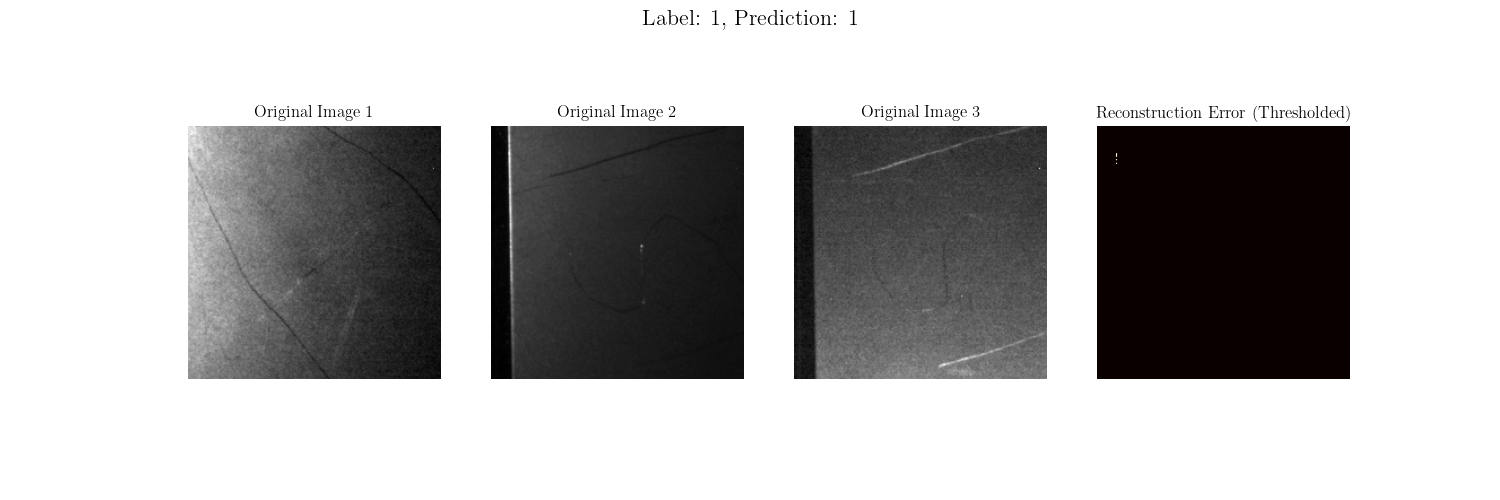 Label: 1, Prediction: 1
Original Image 1
Original Image 2
Original Image 3
Reconstruction Error (Thresholded)